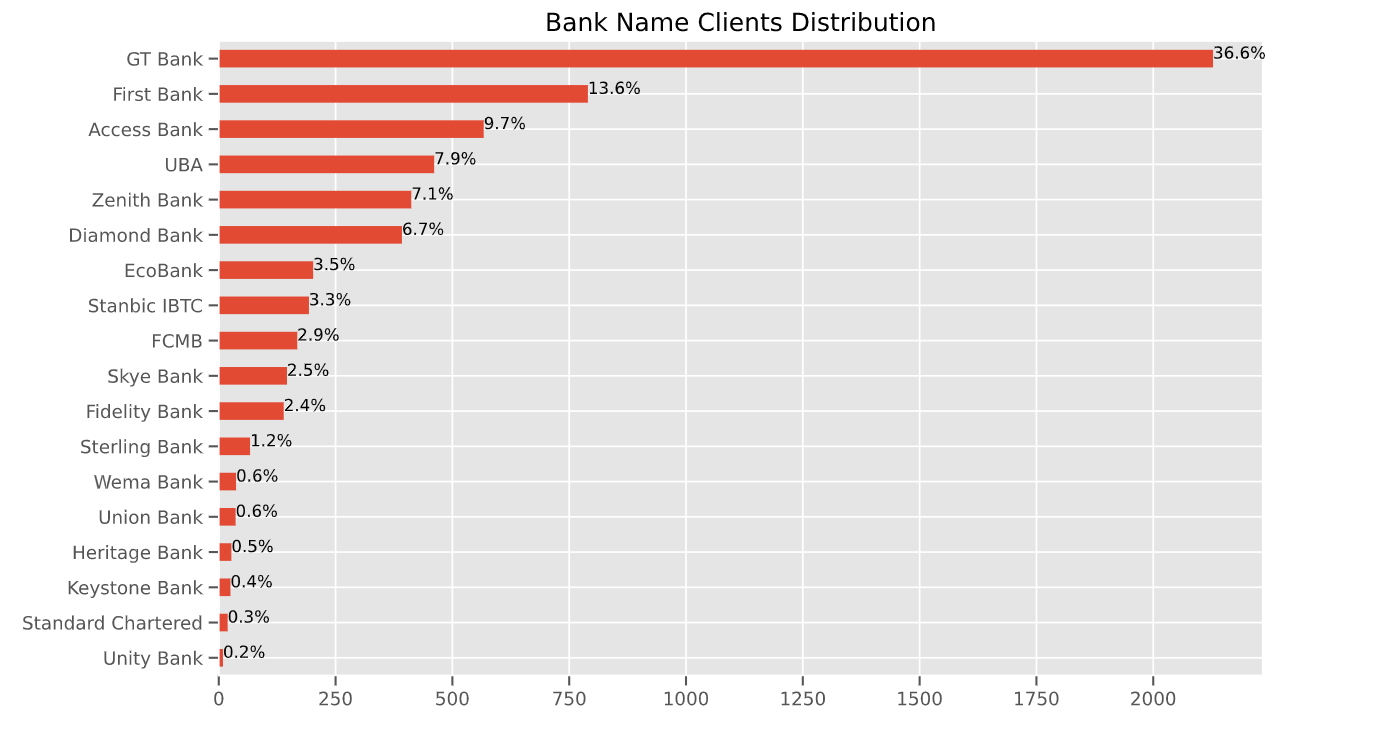 Bank Name Clients Distribution
GT Bank 36.6%
First Bank 13.6%
Access Bank 9.7%
UBA 7.9%
Zenith Bank 7.1%
Diamond Bank 6.7%
EcoBank 3.5%
Stanbic IBTC 3.3%
FCMB 2.9%
Skye Bank 2.5%
Fidelity Bank 2.4%
Sterling Bank 1.2%
Wema Bank 0.6%
Union Bank 0.6%
Heritage Bank 0.5%
Keystone Bank 0.4%
Standard Chartered 0.3%
Unity Bank 0.2%
0 250 500 750 1000 1250 1500 1750 2000